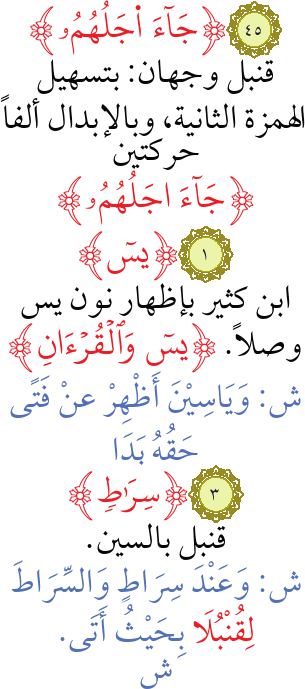 ٤٥ ﴿جَآءَ اَ۬جَلُهُمُۥ﴾
قنبل وجهان: بتسهيل
الهمزة الثانية، وبالإبدال ألفاً
حركتين
﴿جَآءَ اجَلُهُمُۥ﴾
١ ﴿يسٓ﴾
ابن كثير بإظهار نون يس
وصلاً. ﴿يسٓ وَٱلْقُرْءَانِ﴾
ش: وَيَاسِيْنَ أَظْهِرْ عنْ فَتًى
حَقُهُ بَدَا
٣ ﴿سِرَٰطٖ﴾
قنبل بالسين.
ش: وَعَنْدَ سِرَاطٍ وَالسِّرَاطَ
لِقُنْبُلَا بِحَيْثُ أَتَى.
ش